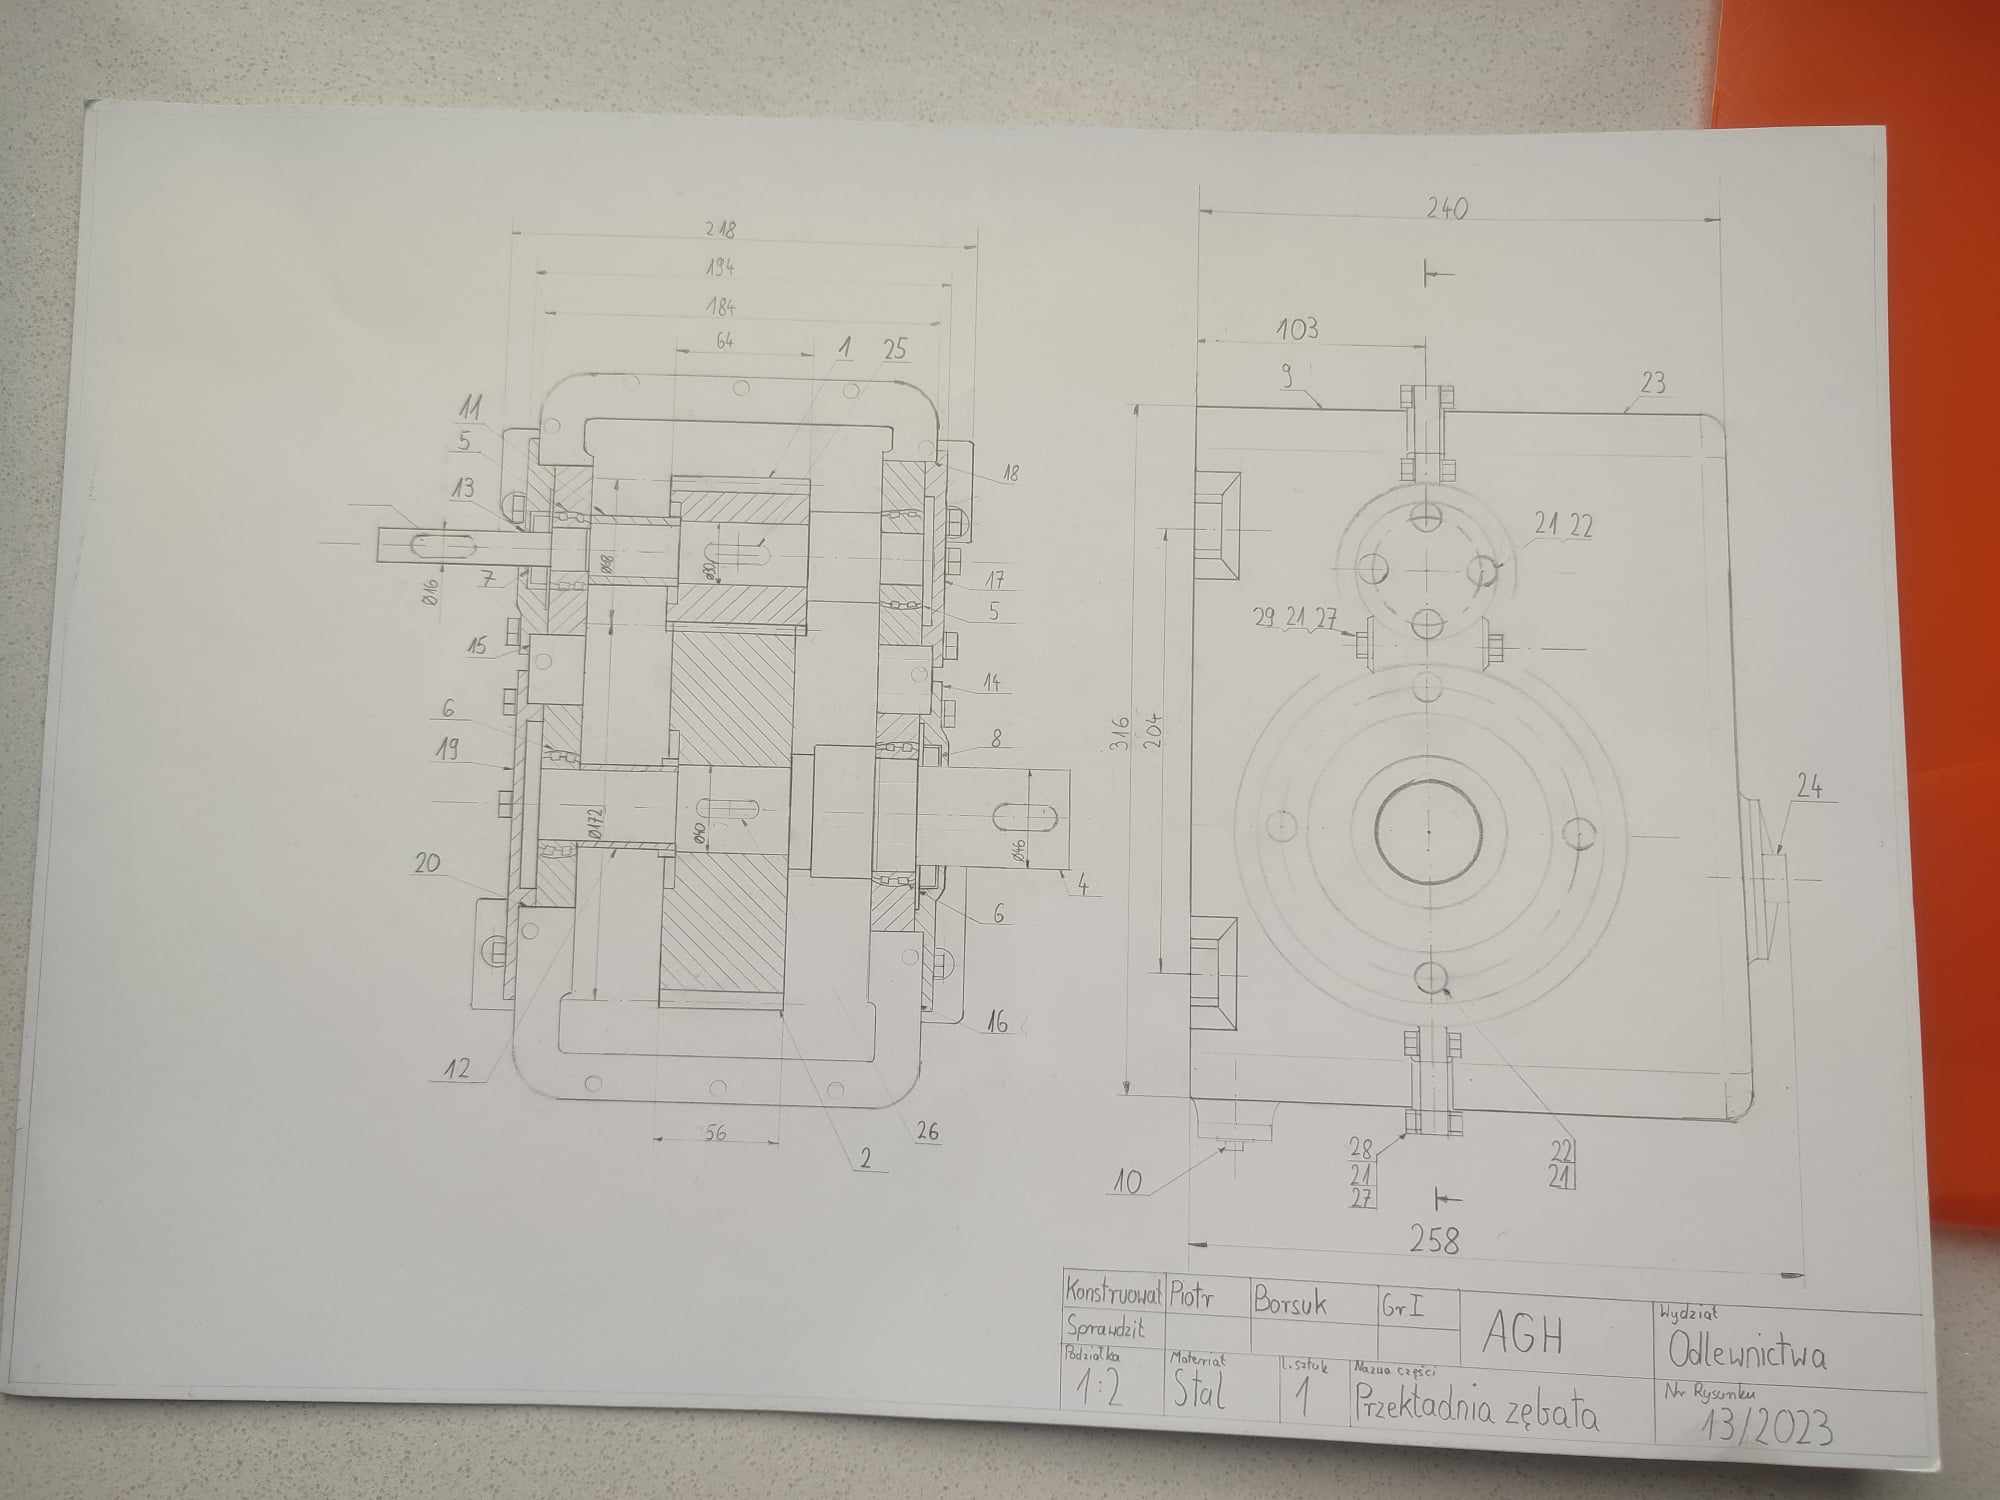 218
194
184
64
1 25
11
5
13
7
Ø16
Ø48
Ø30
18
17
5
15
14
6
19
8
Ø172
Ø40
Ø46
4
20
6
16
12
56
26
2
240
103
9
23
21 22
29 21 27
316
204
24
10
28
21
27
22
21
258
Konstruował Piotr Borsuk Gr I
Sprawdził
AGH
Wydział
Odlewnictwa
Podziałka
1:2
Materiał
Stal
l. sztuk
1
Nazwa części
Przekładnia zębata
Nr Rysunku
13/2023